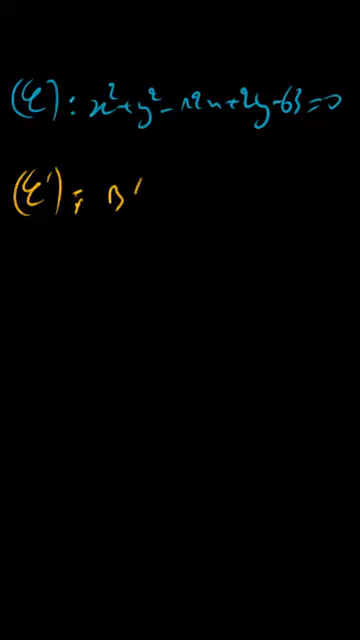 (ζ): x² + y² - 12x + 2y - 63 = 0
(ζ'): B'